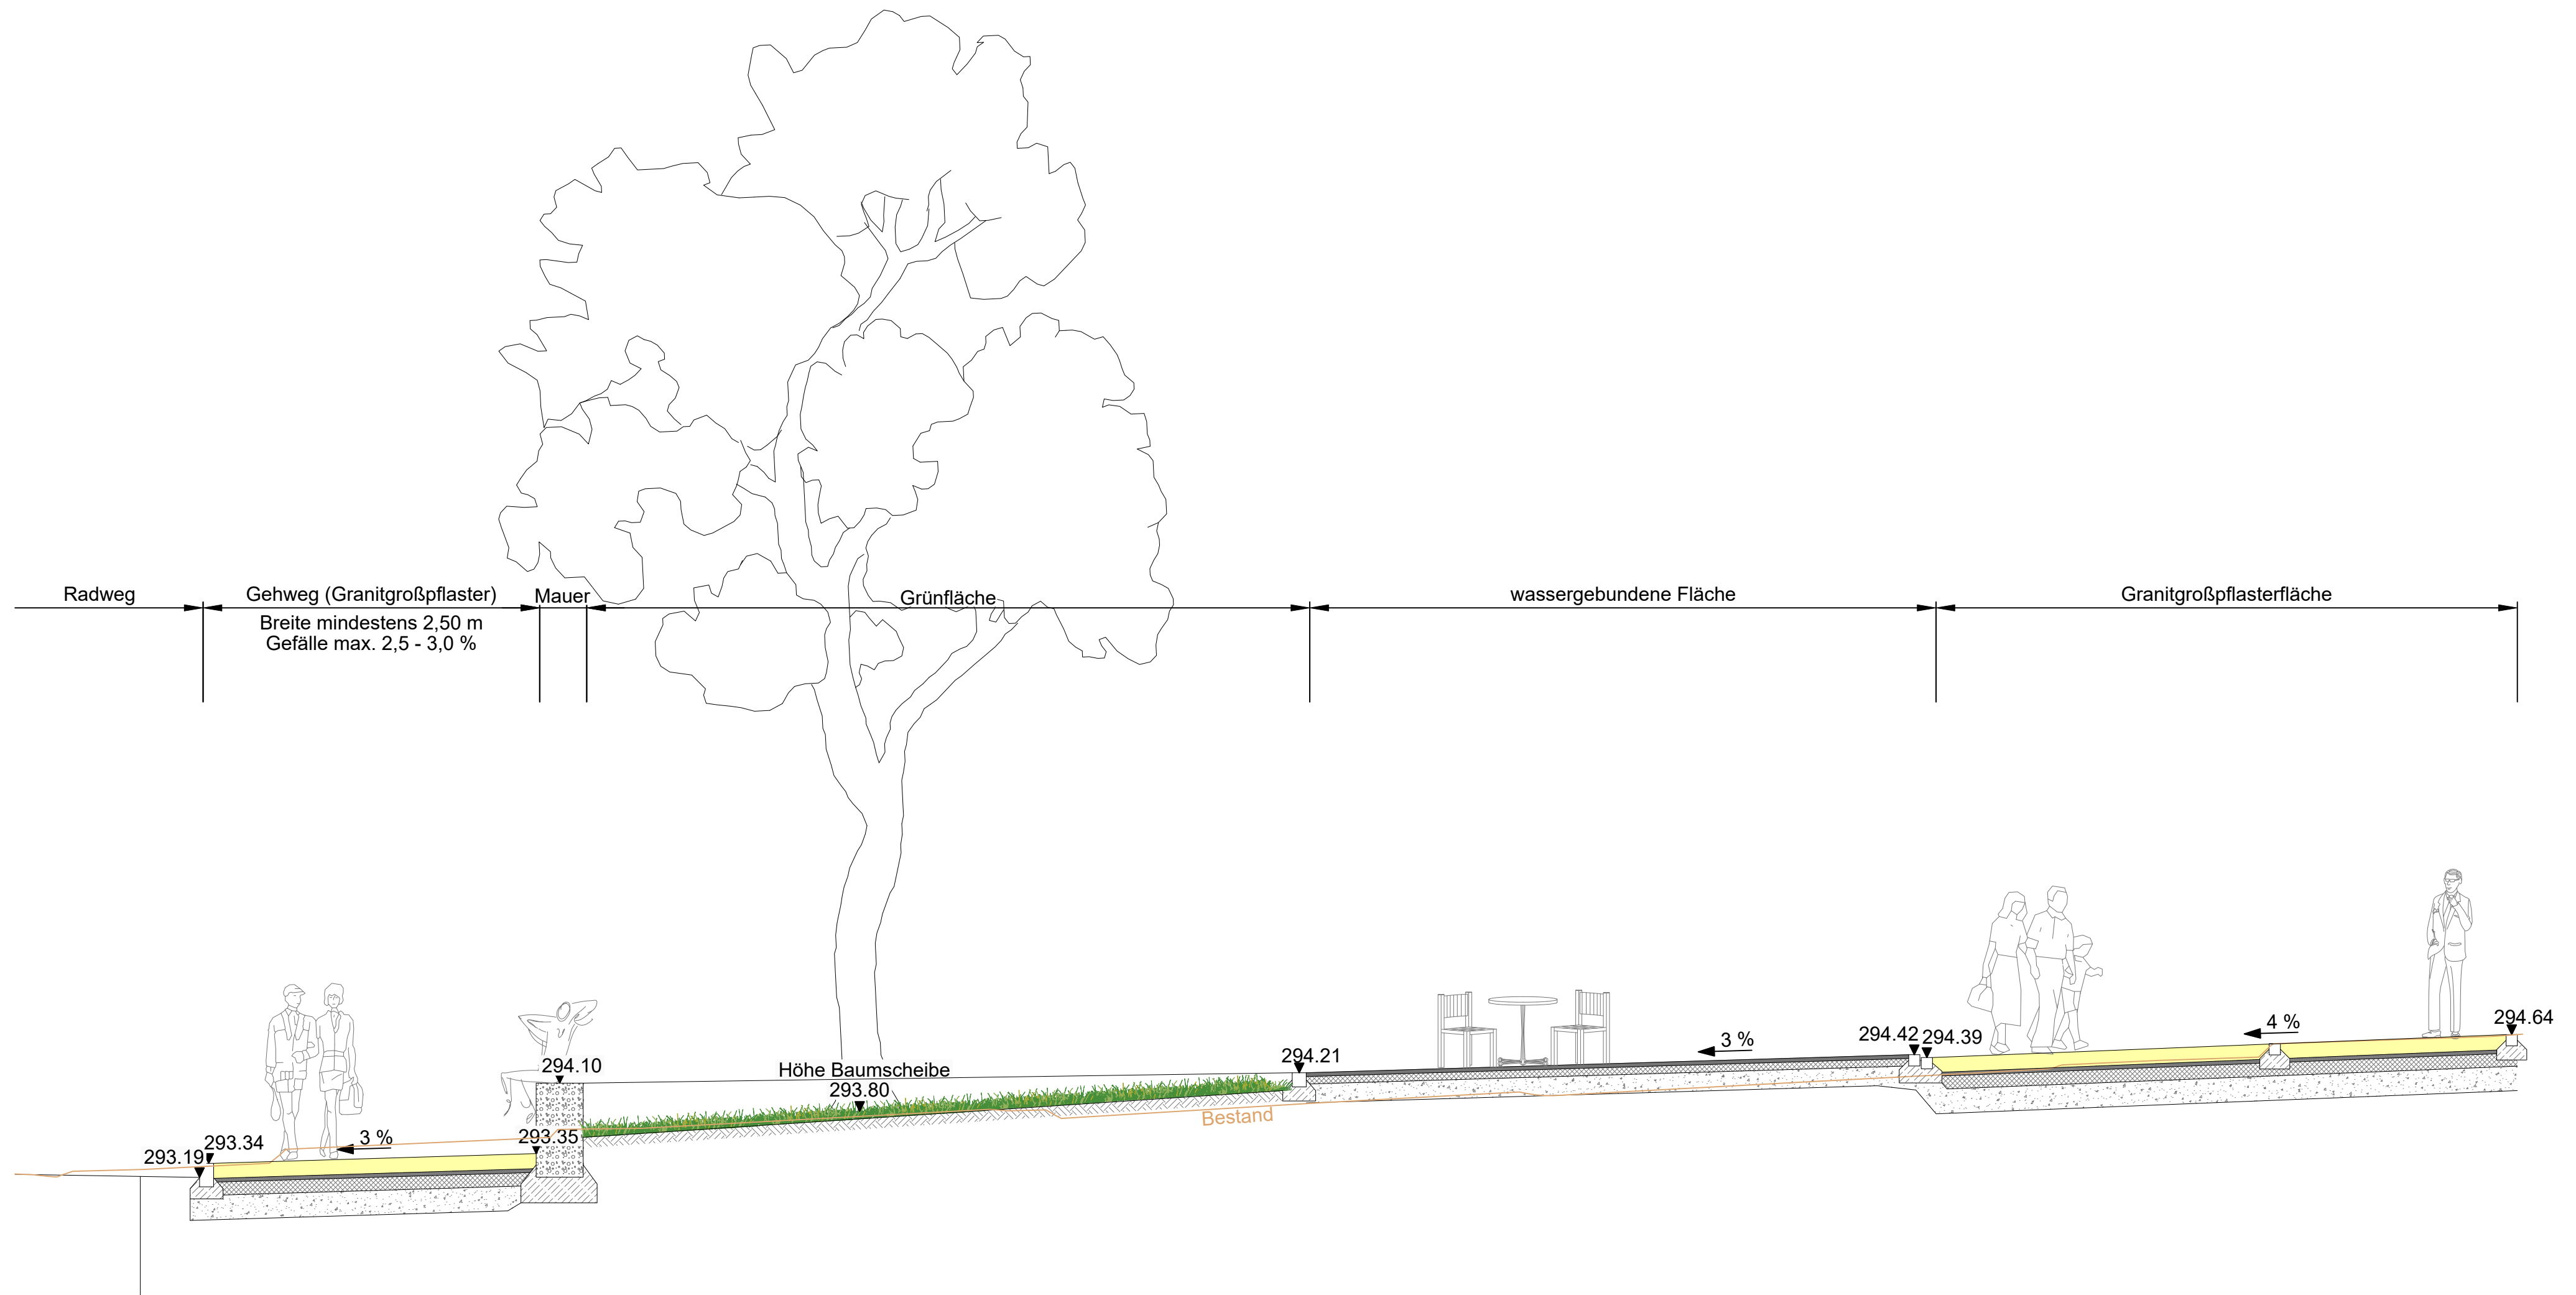 Radweg
Gehweg (Granitgroßpflaster)
Breite mindestens 2,50 m
Gefälle max. 2,5 - 3,0 %
Mauer
Grünfläche
wassergebundene Fläche
Granitgroßpflasterfläche
293.19
293.34
3 %
293.35
294.10
Höhe Baumscheibe
293.80
Bestand
294.21
3 %
294.42
294.39
4 %
294.64